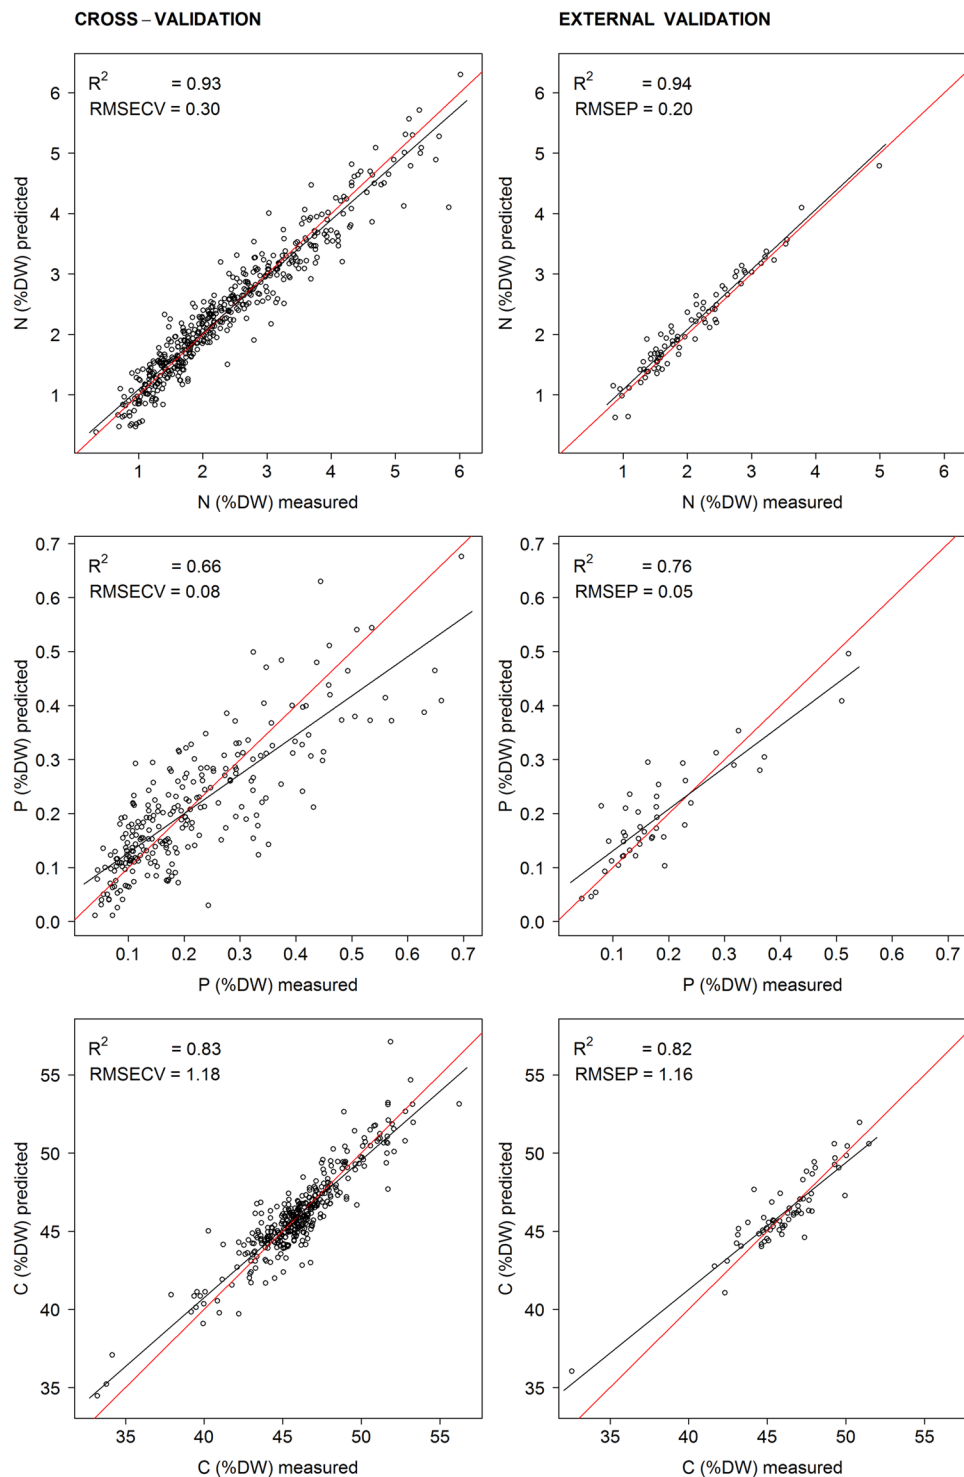 CROSS – VALIDATION
EXTERNAL VALIDATION
R2 = 0.93
RMSECV = 0.30
6
5
4
3
2
1
N (%DW) predicted
1 2 3 4 5 6
N (%DW) measured
R2 = 0.94
RMSEP = 0.20
6
5
4
3
2
1
N (%DW) predicted
1 2 3 4 5 6
N (%DW) measured
R2 = 0.66
RMSECV = 0.08
0.7
0.6
0.5
0.4
0.3
0.2
0.1
0.0
P (%DW) predicted
0.1 0.2 0.3 0.4 0.5 0.6 0.7
P (%DW) measured
R2 = 0.76
RMSEP = 0.05
0.7
0.6
0.5
0.4
0.3
0.2
0.1
0.0
P (%DW) predicted
0.1 0.2 0.3 0.4 0.5 0.6 0.7
P (%DW) measured
R2 = 0.83
RMSECV = 1.18
55
50
45
40
35
C (%DW) predicted
35 40 45 50 55
C (%DW) measured
R2 = 0.82
RMSEP = 1.16
55
50
45
40
35
C (%DW) predicted
35 40 45 50 55
C (%DW) measured